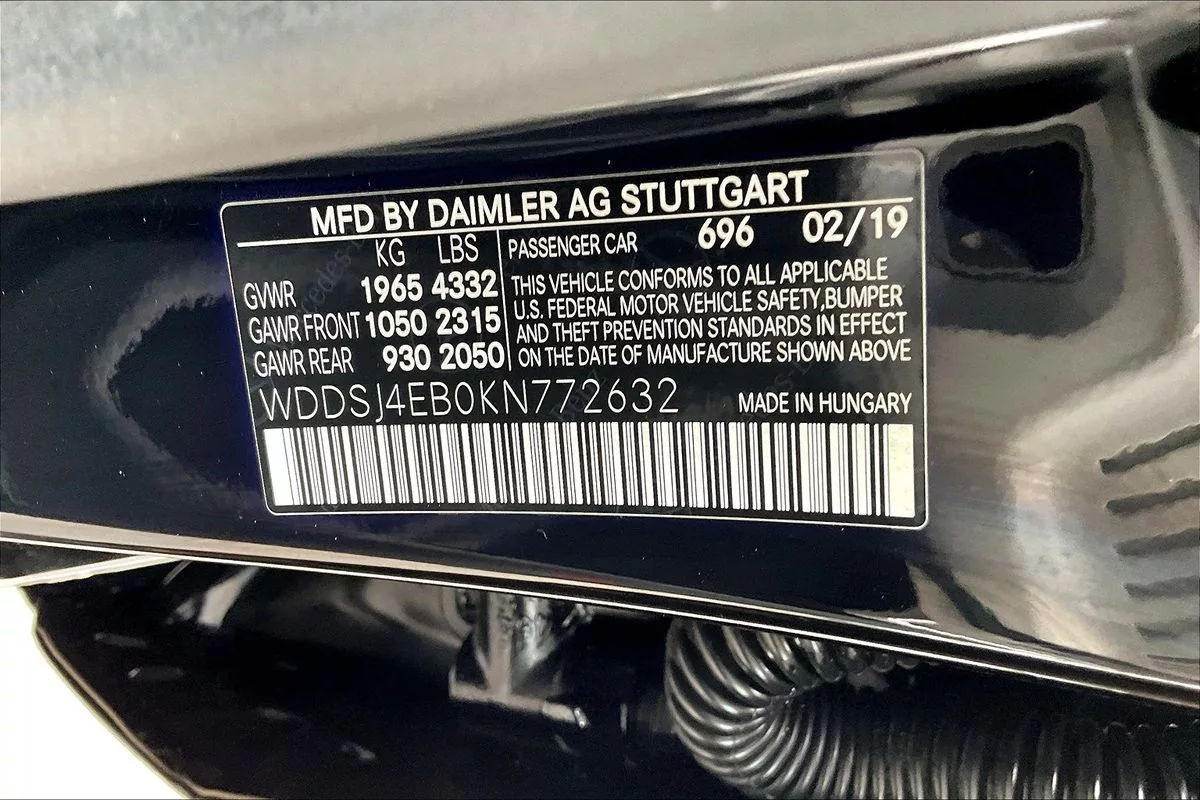 MFD BY DAIMLER AG STUTTGART
KG LBS
GVWR 1965 4332
GAWR FRONT 1050 2315
GAWR REAR 930 2050
PASSENGER CAR 696 02/19
THIS VEHICLE CONFORMS TO ALL APPLICABLE
U.S. FEDERAL MOTOR VEHICLE SAFETY,BUMPER
AND THEFT PREVENTION STANDARDS IN EFFECT
ON THE DATE OF MANUFACTURE SHOWN ABOVE
WDDSJ4EB0KN772632
MADE IN HUNGARY